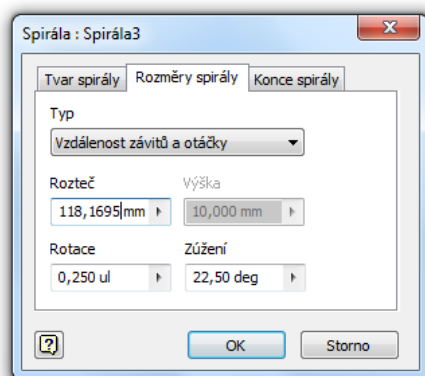 Spirála : Spirála3
Tvar spirály Rozměry spirály Konce spirály
Typ
Vzdálenost závitů a otáčky
Rozteč Výška
118,1695 mm 10,000 mm
Rotace Zúžení
0,250 ul 22,50 deg
OK Storno